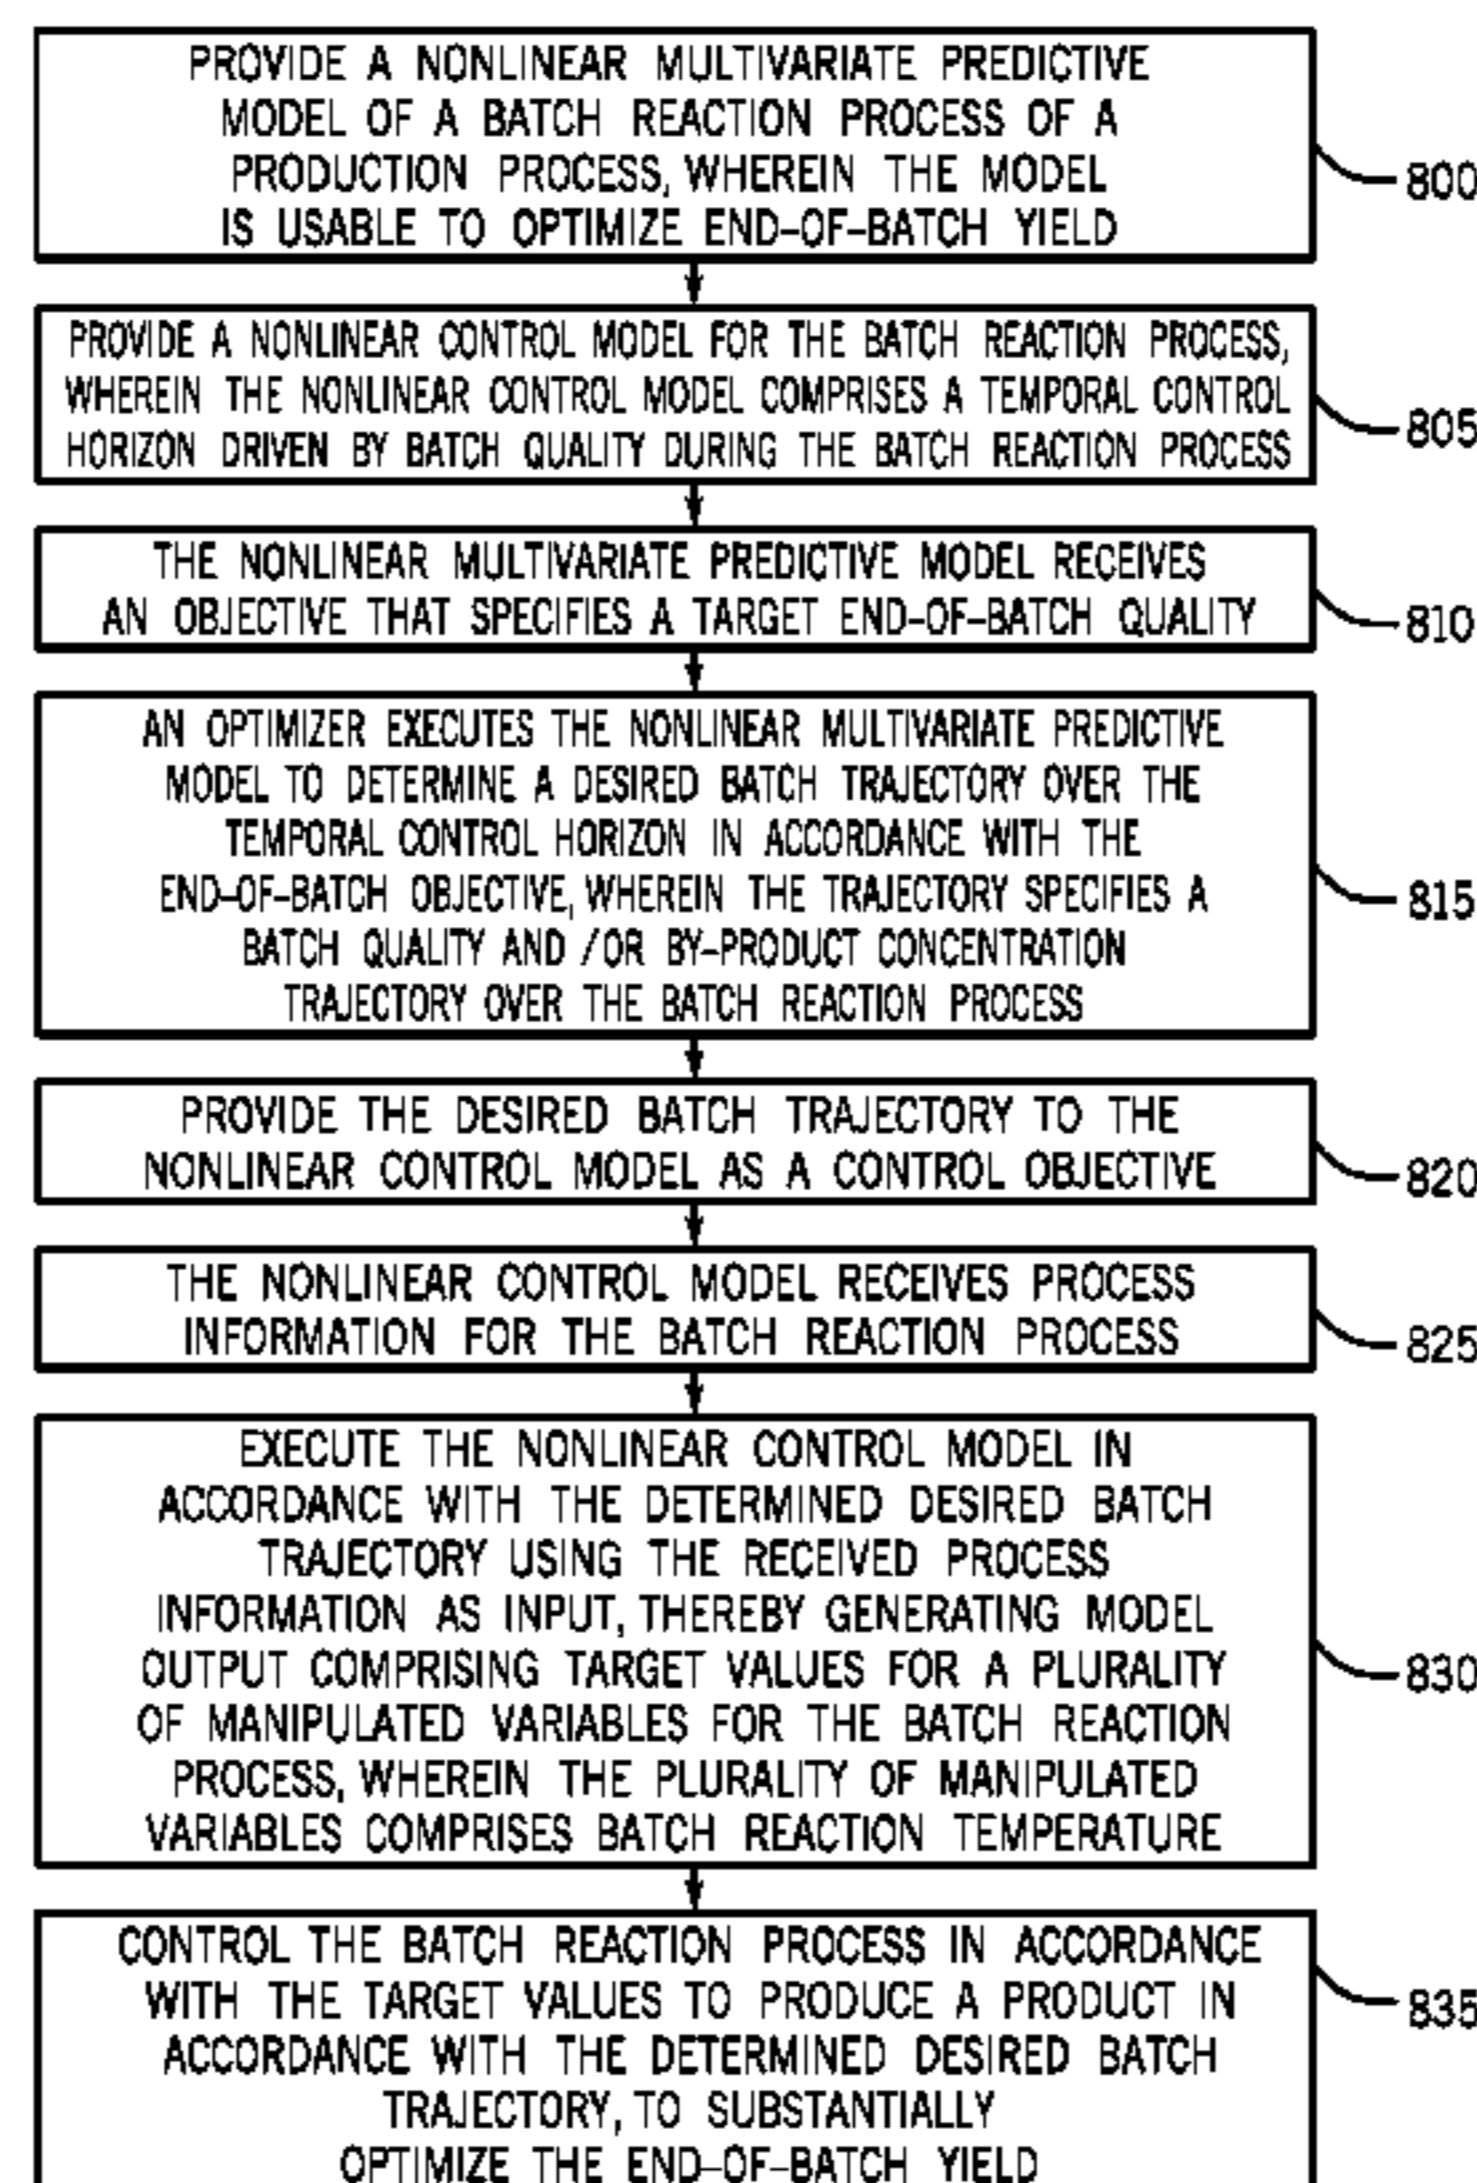 PROVIDE A NONLINEAR MULTIVARIATE PREDICTIVE
MODEL OF A BATCH REACTION PROCESS OF A
PRODUCTION PROCESS, WHEREIN THE MODEL
IS USABLE TO OPTIMIZE END-OF-BATCH YIELD
800
PROVIDE A NONLINEAR CONTROL MODEL FOR THE BATCH REACTION PROCESS,
WHEREIN THE NONLINEAR CONTROL MODEL COMPRISES A TEMPORAL CONTROL
HORIZON DRIVEN BY BATCH QUALITY DURING THE BATCH REACTION PROCESS
805
THE NONLINEAR MULTIVARIATE PREDICTIVE MODEL RECEIVES
AN OBJECTIVE THAT SPECIFIES A TARGET END-OF-BATCH QUALITY
810
AN OPTIMIZER EXECUTES THE NONLINEAR MULTIVARIATE PREDICTIVE
MODEL TO DETERMINE A DESIRED BATCH TRAJECTORY OVER THE
TEMPORAL CONTROL HORIZON IN ACCORDANCE WITH THE
END-OF-BATCH OBJECTIVE, WHEREIN THE TRAJECTORY SPECIFIES A
BATCH QUALITY AND /OR BY-PRODUCT CONCENTRATION
TRAJECTORY OVER THE BATCH REACTION PROCESS
815
PROVIDE THE DESIRED BATCH TRAJECTORY TO THE
NONLINEAR CONTROL MODEL AS A CONTROL OBJECTIVE
820
THE NONLINEAR CONTROL MODEL RECEIVES PROCESS
INFORMATION FOR THE BATCH REACTION PROCESS
825
EXECUTE THE NONLINEAR CONTROL MODEL IN
ACCORDANCE WITH THE DETERMINED DESIRED BATCH
TRAJECTORY USING THE RECEIVED PROCESS
INFORMATION AS INPUT, THEREBY GENERATING MODEL
OUTPUT COMPRISING TARGET VALUES FOR A PLURALITY
OF MANIPULATED VARIABLES FOR THE BATCH REACTION
PROCESS, WHEREIN THE PLURALITY OF MANIPULATED
VARIABLES COMPRISES BATCH REACTION TEMPERATURE
830
CONTROL THE BATCH REACTION PROCESS IN ACCORDANCE
WITH THE TARGET VALUES TO PRODUCE A PRODUCT IN
ACCORDANCE WITH THE DETERMINED DESIRED BATCH
TRAJECTORY, TO SUBSTANTIALLY
OPTIMIZE THE END-OF-BATCH YIELD
835